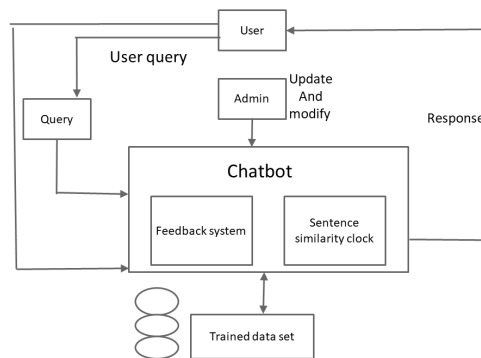 User
User query
Update
And
modify
Admin
Query
Response
Chatbot
Feedback system
Sentence
similarity clock
Trained data set